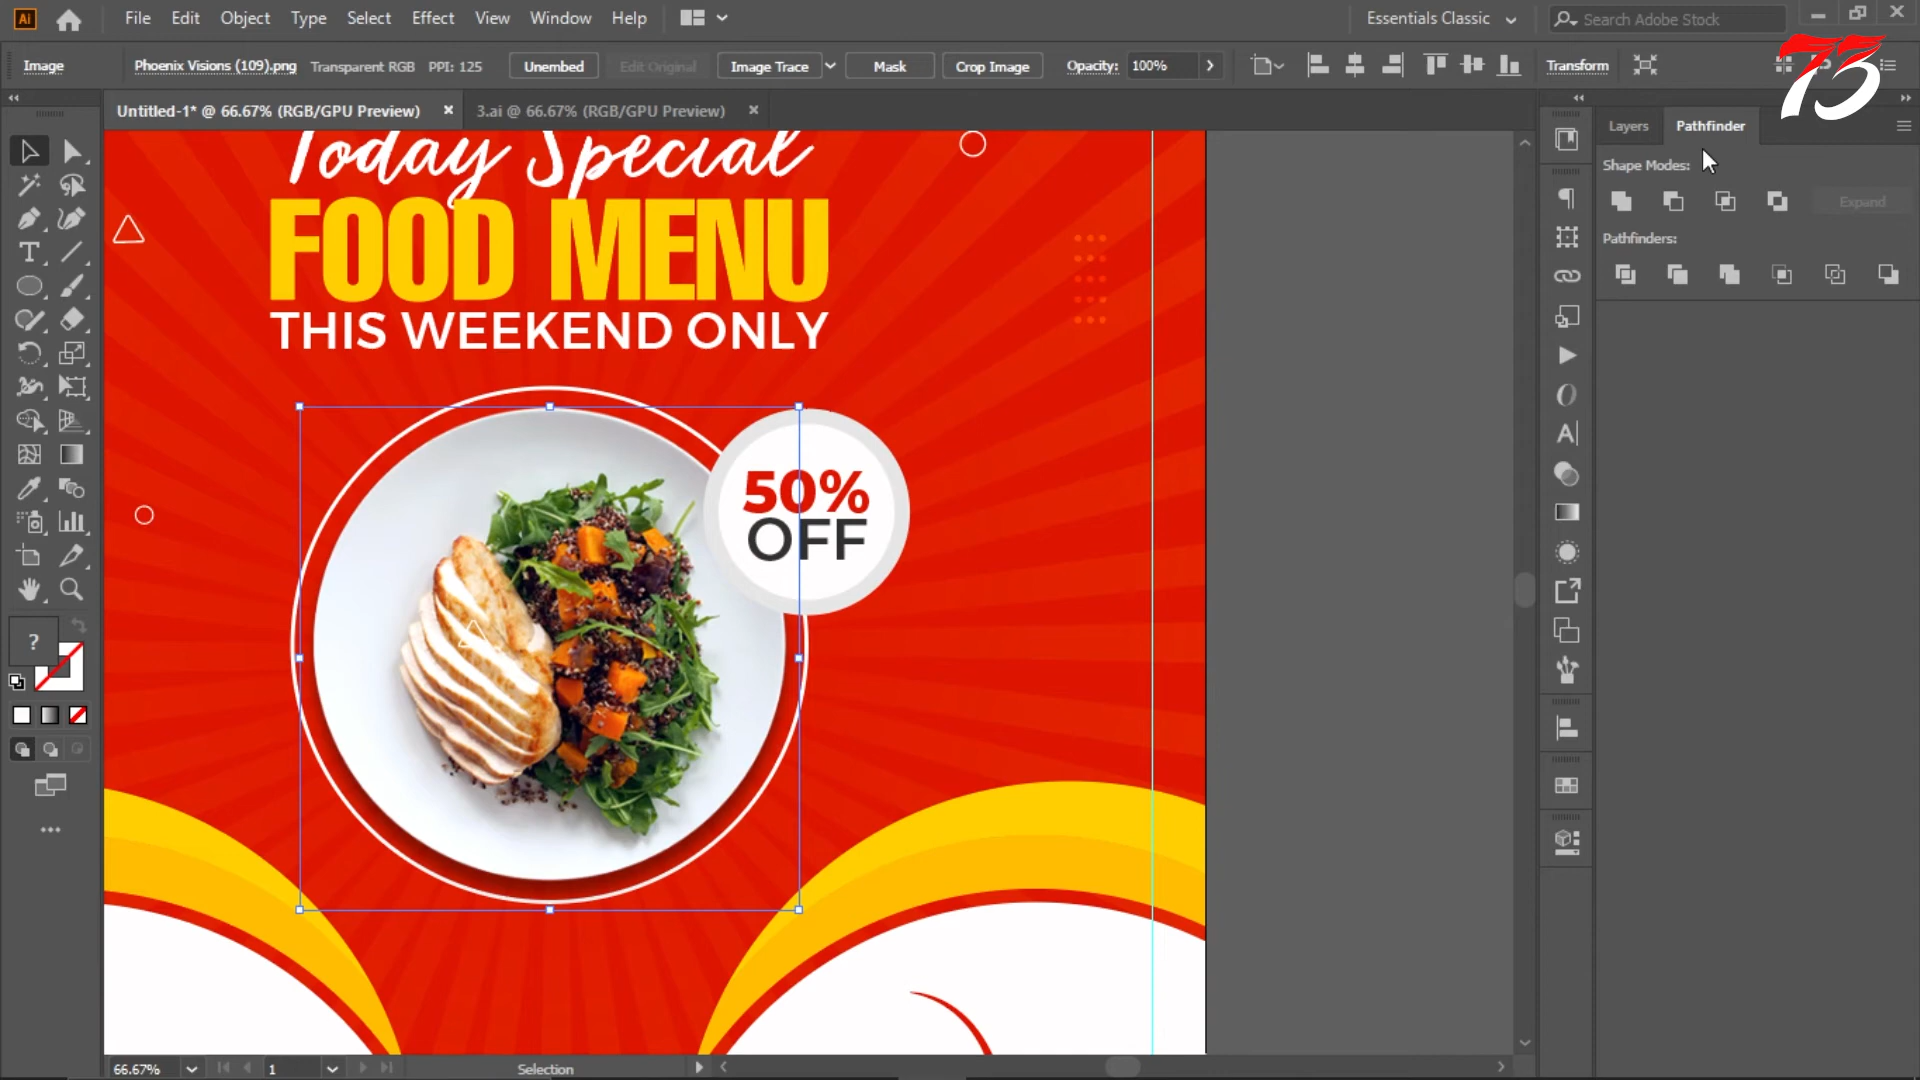 Ai File Edit Object Type Select Effect View Window Help Essentials Classic Search Adobe Stock
Image Phoenix Visions (109).png Transparent RGB PPI: 125 Unembed Edit Original Image Trace Mask Crop Image Opacity: 100% Transform
73
Untitled-1* @ 66.67% (RGB/GPU Preview) × 3.ai @ 66.67% (RGB/GPU Preview) ×
Layers Pathfinder
Shape Modes:
Expand
Pathfinders:
Today Special
FOOD MENU
THIS WEEKEND ONLY
50%
OFF
?
66.67% 1 Selection